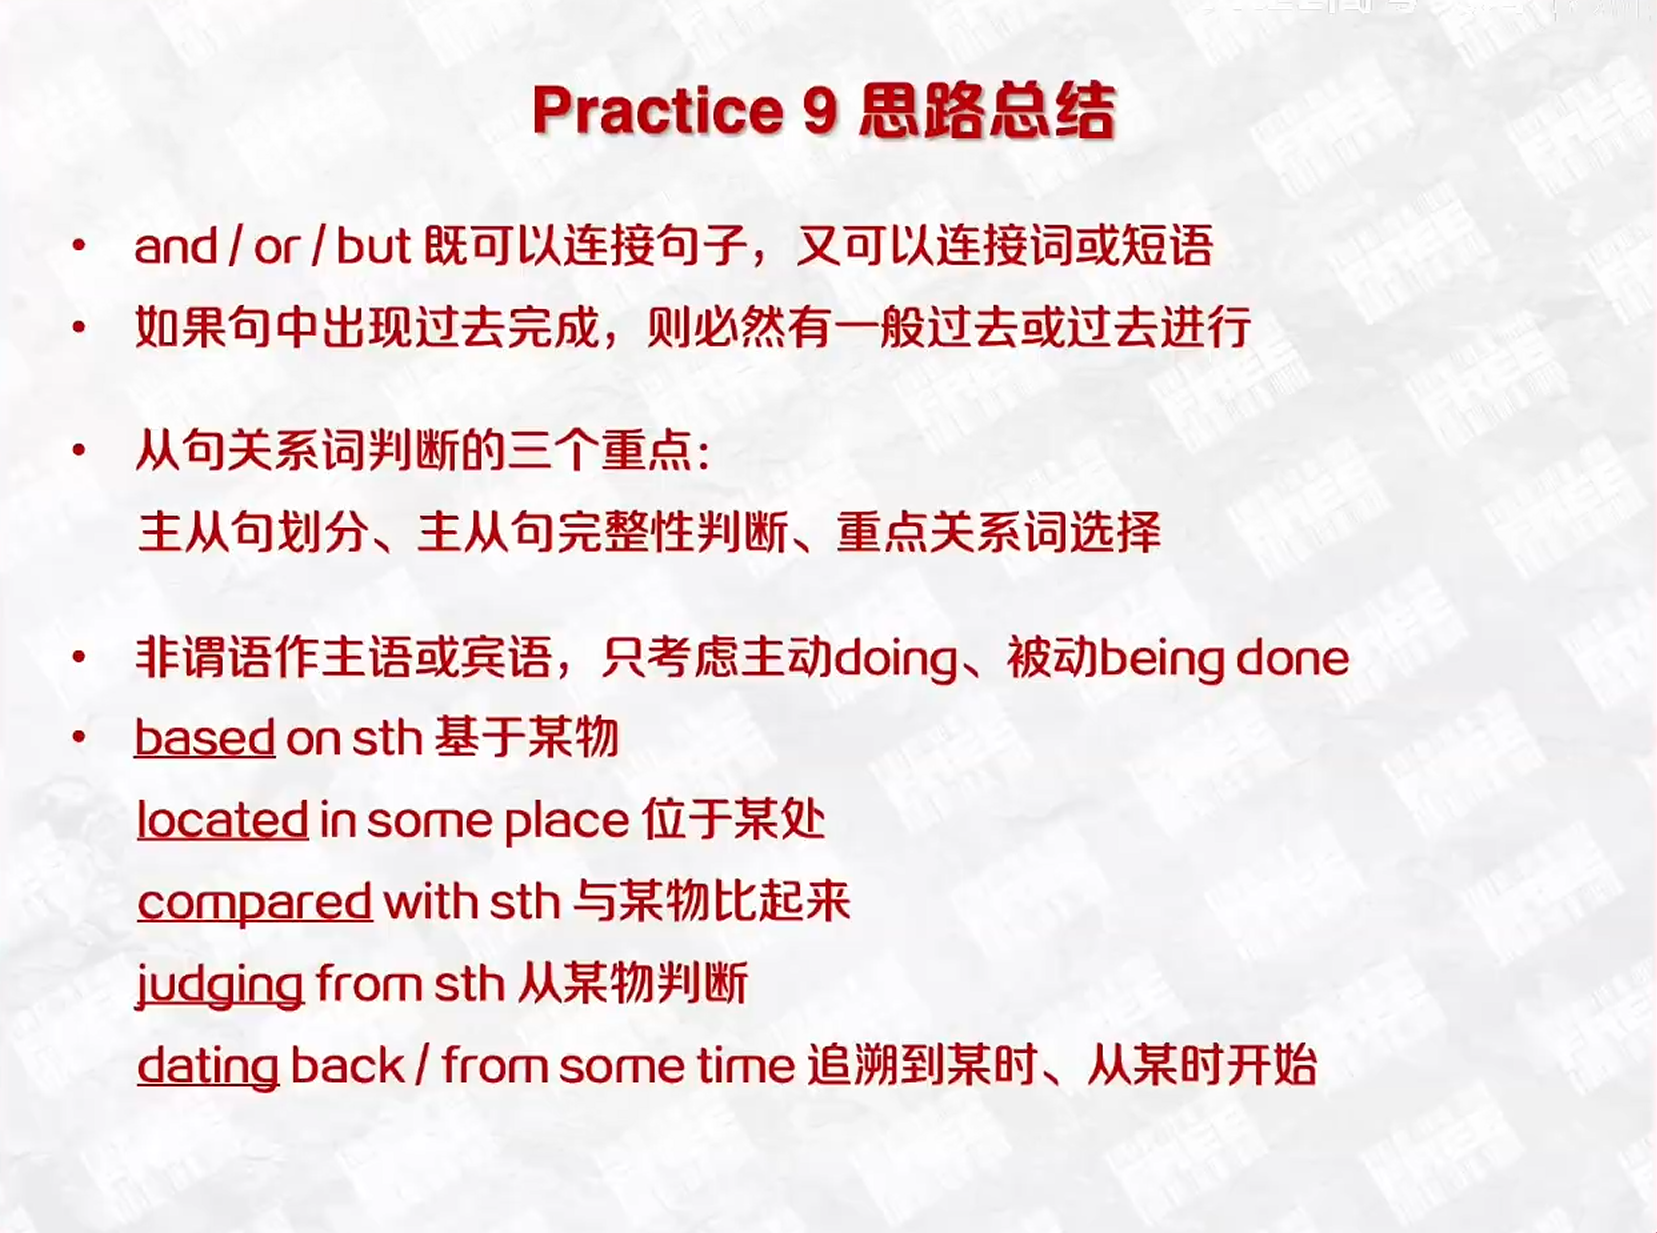 Practice 9 思路总结
• and / or / but 既可以连接句子，又可以连接词或短语
• 如果句中出现过去完成，则必然有一般过去或过去进行
• 从句关系词判断的三个重点：
主从句划分、主从句完整性判断、重点关系词选择
• 非谓语作主语或宾语，只考虑主动doing、被动being done
• based on sth 基于某物
located in some place 位于某处
compared with sth 与某物比起来
judging from sth 从某物判断
dating back / from some time 追溯到某时、从某时开始